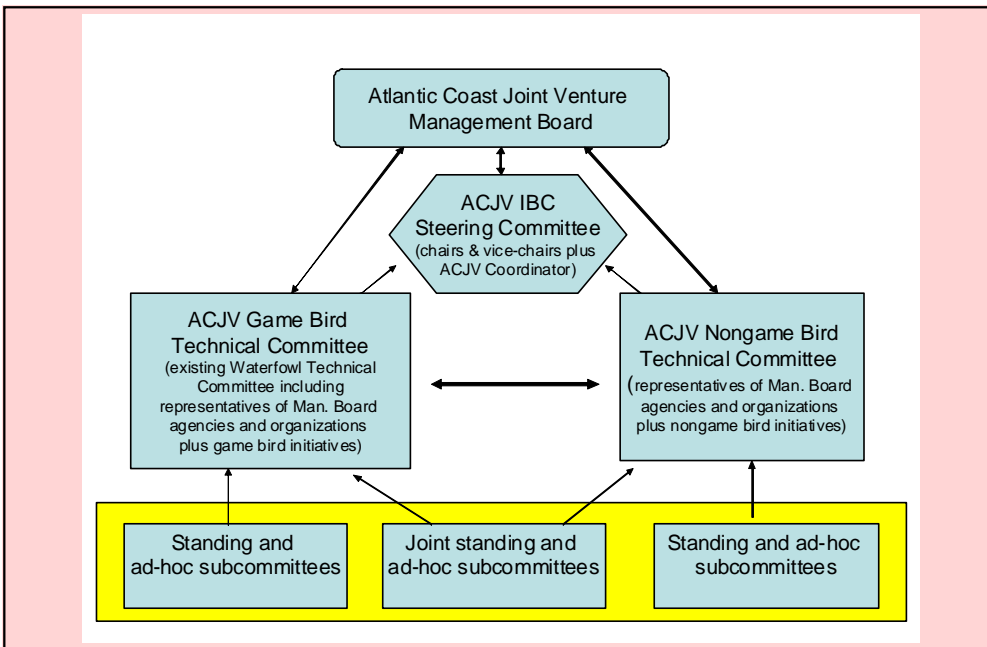 Atlantic Coast Joint Venture
Management Board
ACJV IBC
Steering Committee
(chairs & vice-chairs plus
ACJV Coordinator)
ACJV Game Bird
Technical Committee
(existing Waterfowl Technical
Committee including
representatives of Man. Board
agencies and organizations
plus game bird initiatives)
ACJV Nongame Bird
Technical Committee
(representatives of Man. Board
agencies and organizations
plus nongame bird initiatives)
Standing and
ad-hoc subcommittees
Joint standing and
ad-hoc subcommittees
Standing and ad-hoc
subcommittees